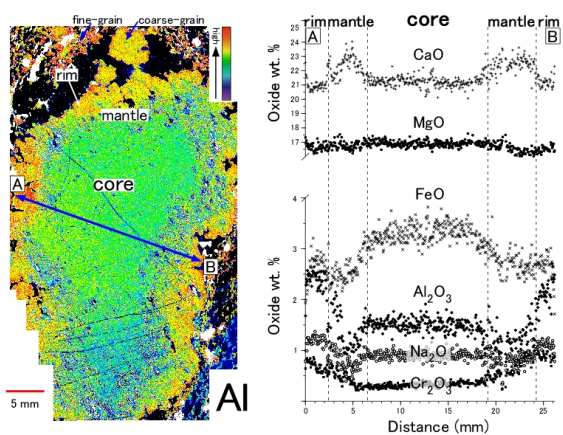 fine-grain coarse-grain
high
rim
mantle
core
A
B
5 mm
Al
rim mantle core mantle rim
A B
Oxide wt. %
25
24
23
22
21
20
19
18
17
CaO
MgO
Oxide wt. %
4
3
2
1
FeO
Al2O3
Na2O
Cr2O3
0 5 10 15 20 25
Distance (mm)